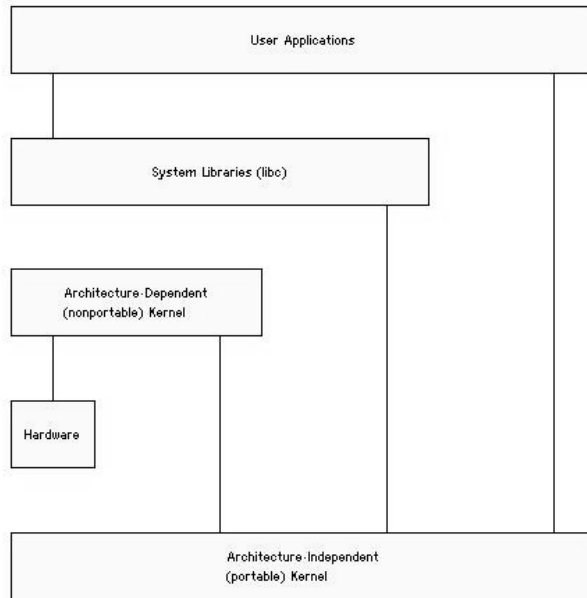 User Applications
System Libraries (libc)
Architecture-Dependent
(nonportable) Kernel
Hardware
Architecture-Independent
(portable) Kernel